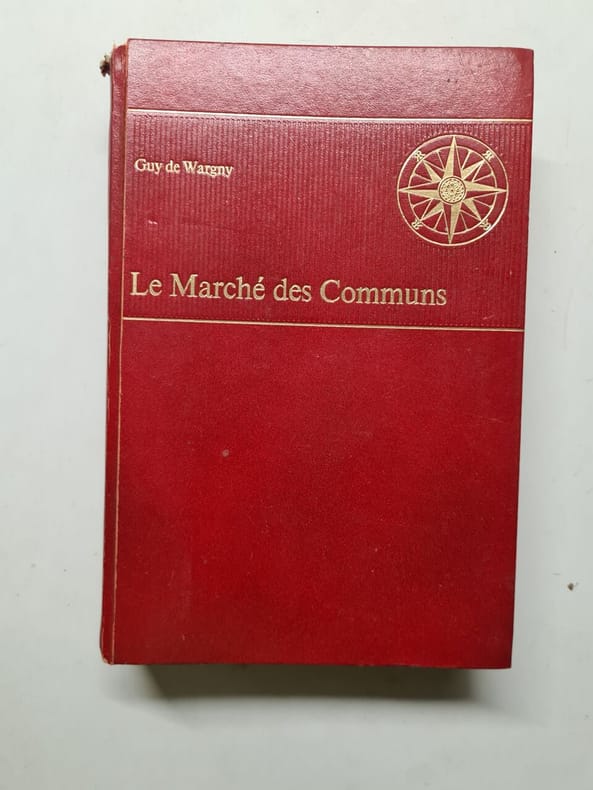 Guy de Wargny
Le Marché des Communs